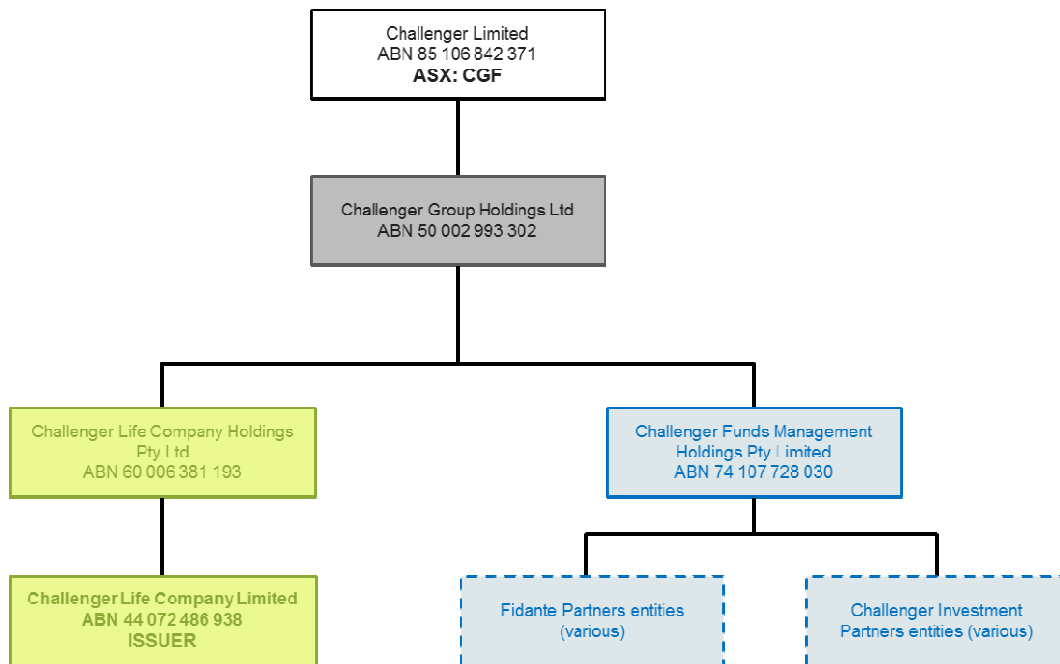 Challenger Limited
ABN 85 106 842 371
ASX: CGF
Challenger Group Holdings Ltd
ABN 50 002 993 302
Challenger Life Company Holdings
Pty Ltd
ABN 60 006 381 193
Challenger Funds Management
Holdings Pty Limited
ABN 74 107 728 030
Challenger Life Company Limited
ABN 44 072 486 938
ISSUER
Fidante Partners entities
(various)
Challenger Investment
Partners entities (various)